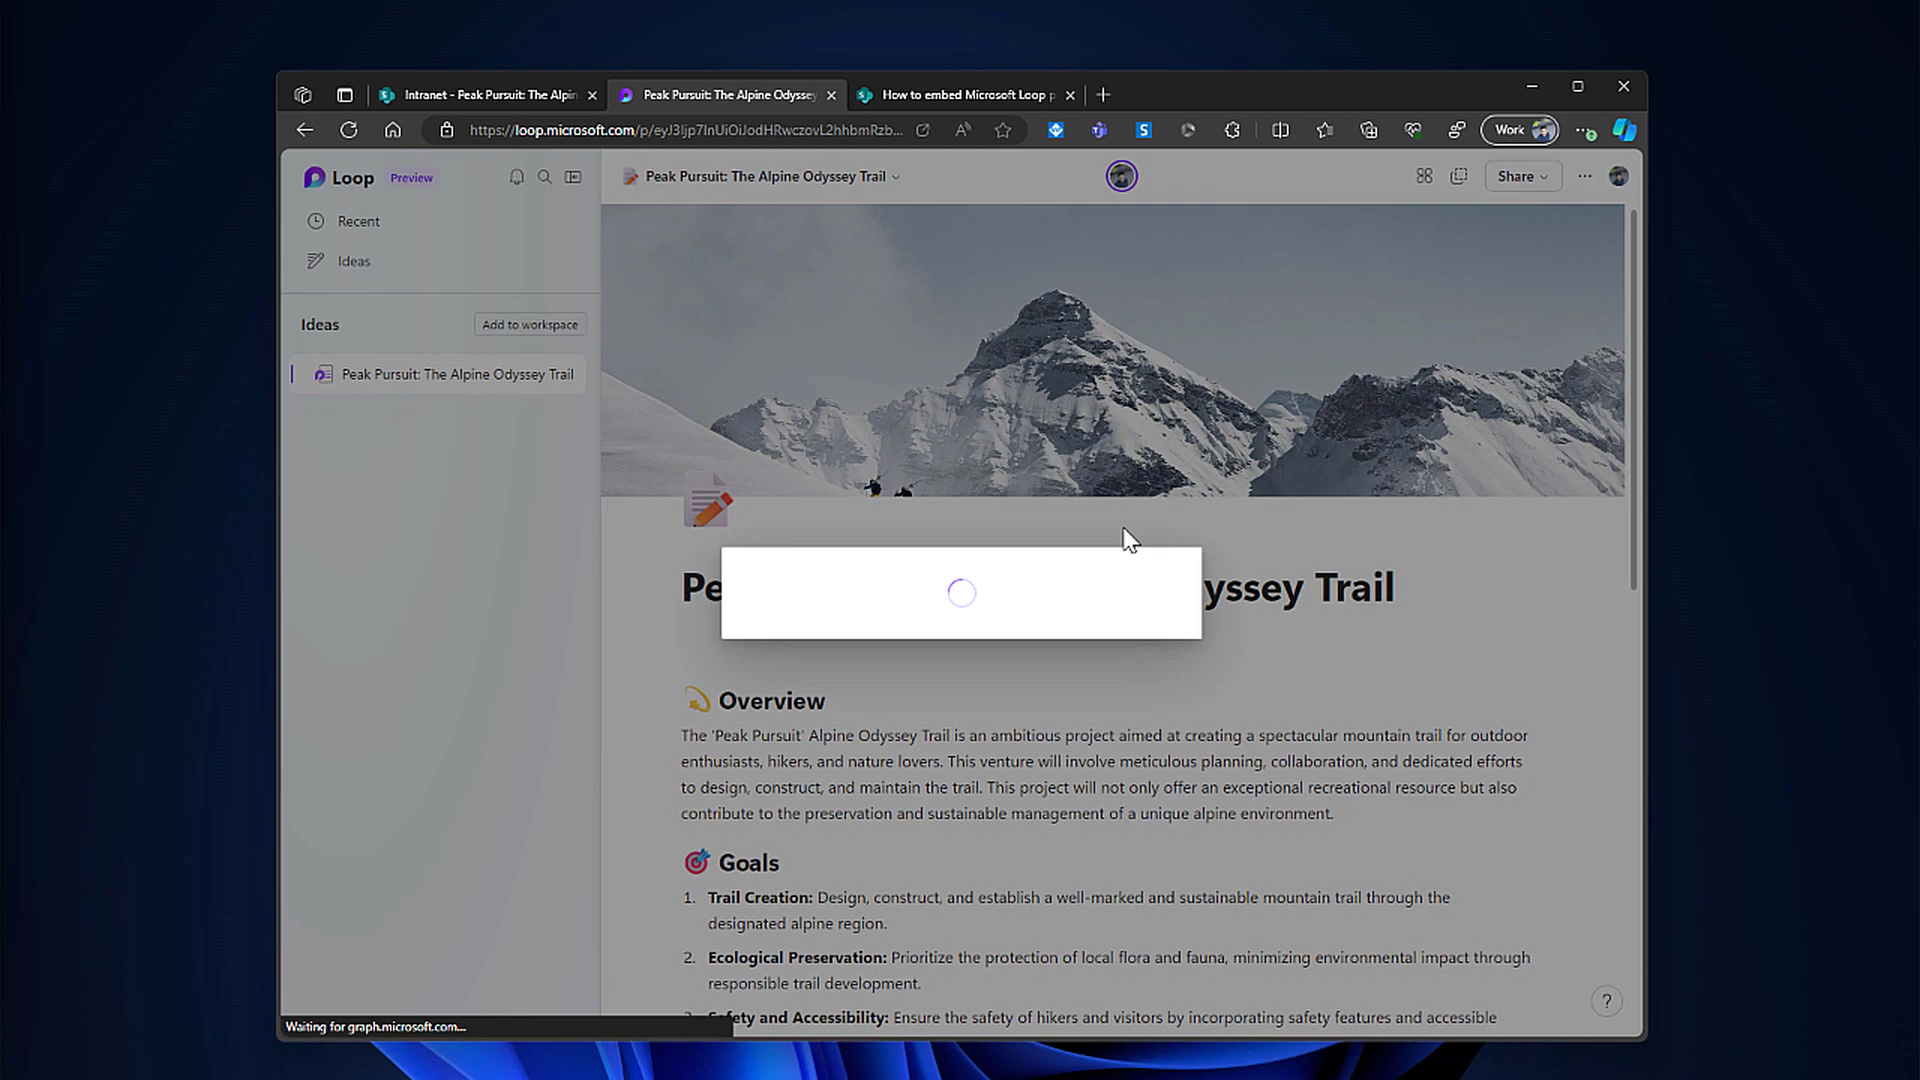 Intranet - Peak Pursuit: The Alpin
Peak Pursuit: The Alpine Odyssey
How to embed Microsoft Loop p
https://loop.microsoft.com/p/eyJ3Ijp7InUiOiJodHRwczovL2hhbmRzb...
Work
Loop Preview
Peak Pursuit: The Alpine Odyssey Trail
Share
Recent
Ideas
Ideas
Add to workspace
Peak Pursuit: The Alpine Odyssey Trail
Pe yssey Trail
Overview
The 'Peak Pursuit' Alpine Odyssey Trail is an ambitious project aimed at creating a spectacular mountain trail for outdoor
enthusiasts, hikers, and nature lovers. This venture will involve meticulous planning, collaboration, and dedicated efforts
to design, construct, and maintain the trail. This project will not only offer an exceptional recreational resource but also
contribute to the preservation and sustainable management of a unique alpine environment.
Goals
1. Trail Creation: Design, construct, and establish a well-marked and sustainable mountain trail through the
designated alpine region.
2. Ecological Preservation: Prioritize the protection of local flora and fauna, minimizing environmental impact through
responsible trail development.
3. Safety and Accessibility: Ensure the safety of hikers and visitors by incorporating safety features and accessible
?
Waiting for graph.microsoft.com...